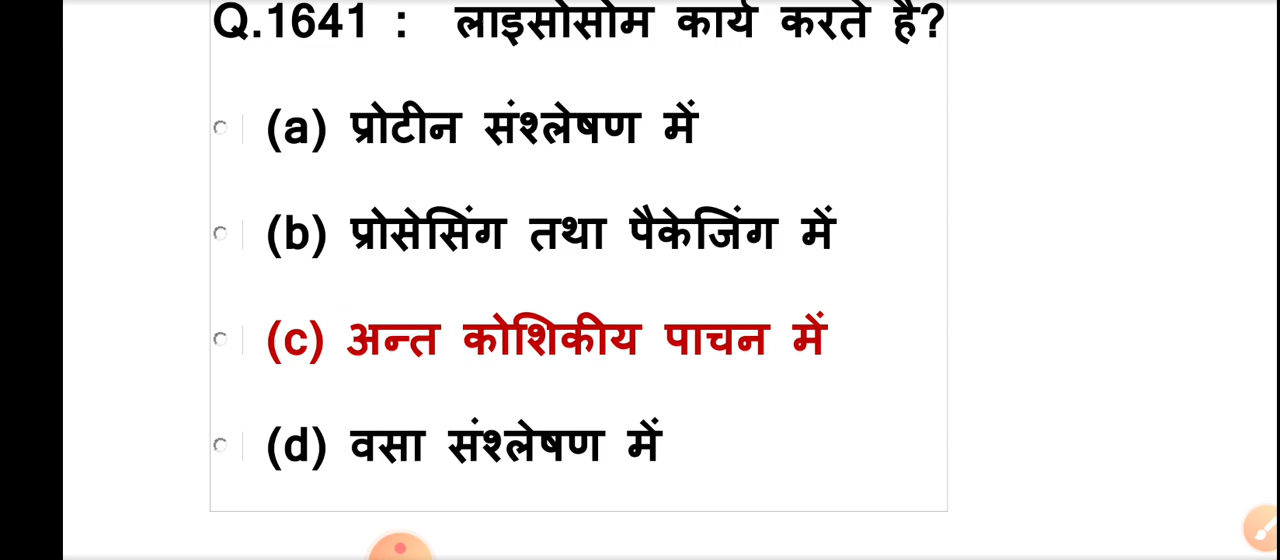 Q.1641 : लाइसोसोम कार्य करते है?
(a) प्रोटीन संश्लेषण में
(b) प्रोसेसिंग तथा पैकेजिंग में
(c) अन्त कोशिकीय पाचन में
(d) वसा संश्लेषण में